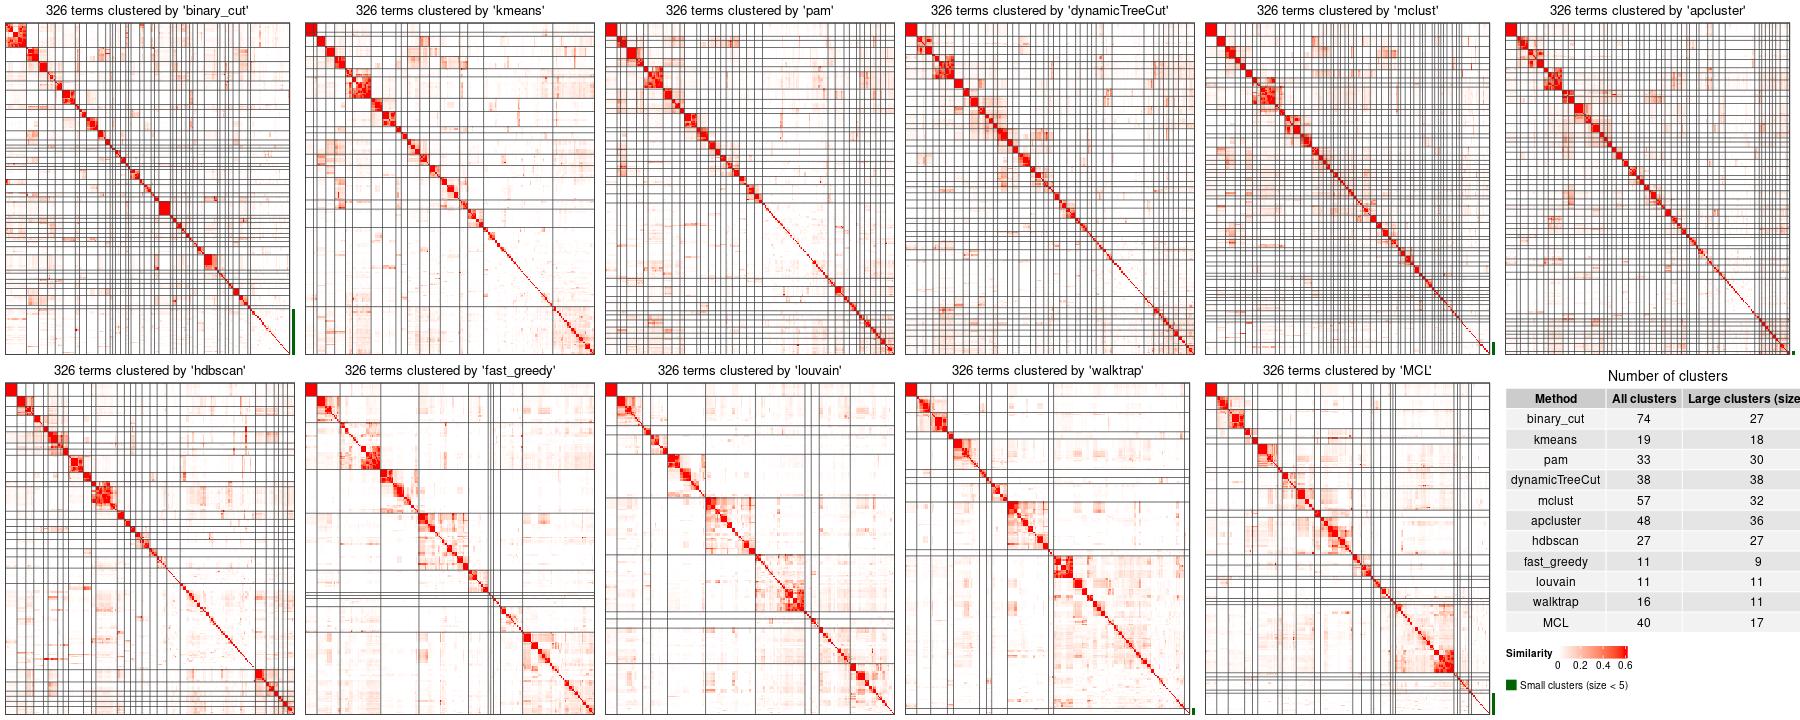 326 terms clustered by 'binary_cut'
326 terms clustered by 'kmeans'
326 terms clustered by 'pam'
326 terms clustered by 'dynamicTreeCut'
326 terms clustered by 'mclust'
326 terms clustered by 'apcluster'
326 terms clustered by 'hdbscan'
326 terms clustered by 'fast_greedy'
326 terms clustered by 'louvain'
326 terms clustered by 'walktrap'
326 terms clustered by 'MCL'
Number of clusters
Method All clusters Large clusters (size
binary_cut 74 27
kmeans 19 18
pam 33 30
dynamicTreeCut 38 38
mclust 57 32
apcluster 48 36
hdbscan 27 27
fast_greedy 11 9
louvain 11 11
walktrap 16 11
MCL 40 17
Similarity
0 0.2 0.4 0.6
Small clusters (size < 5)